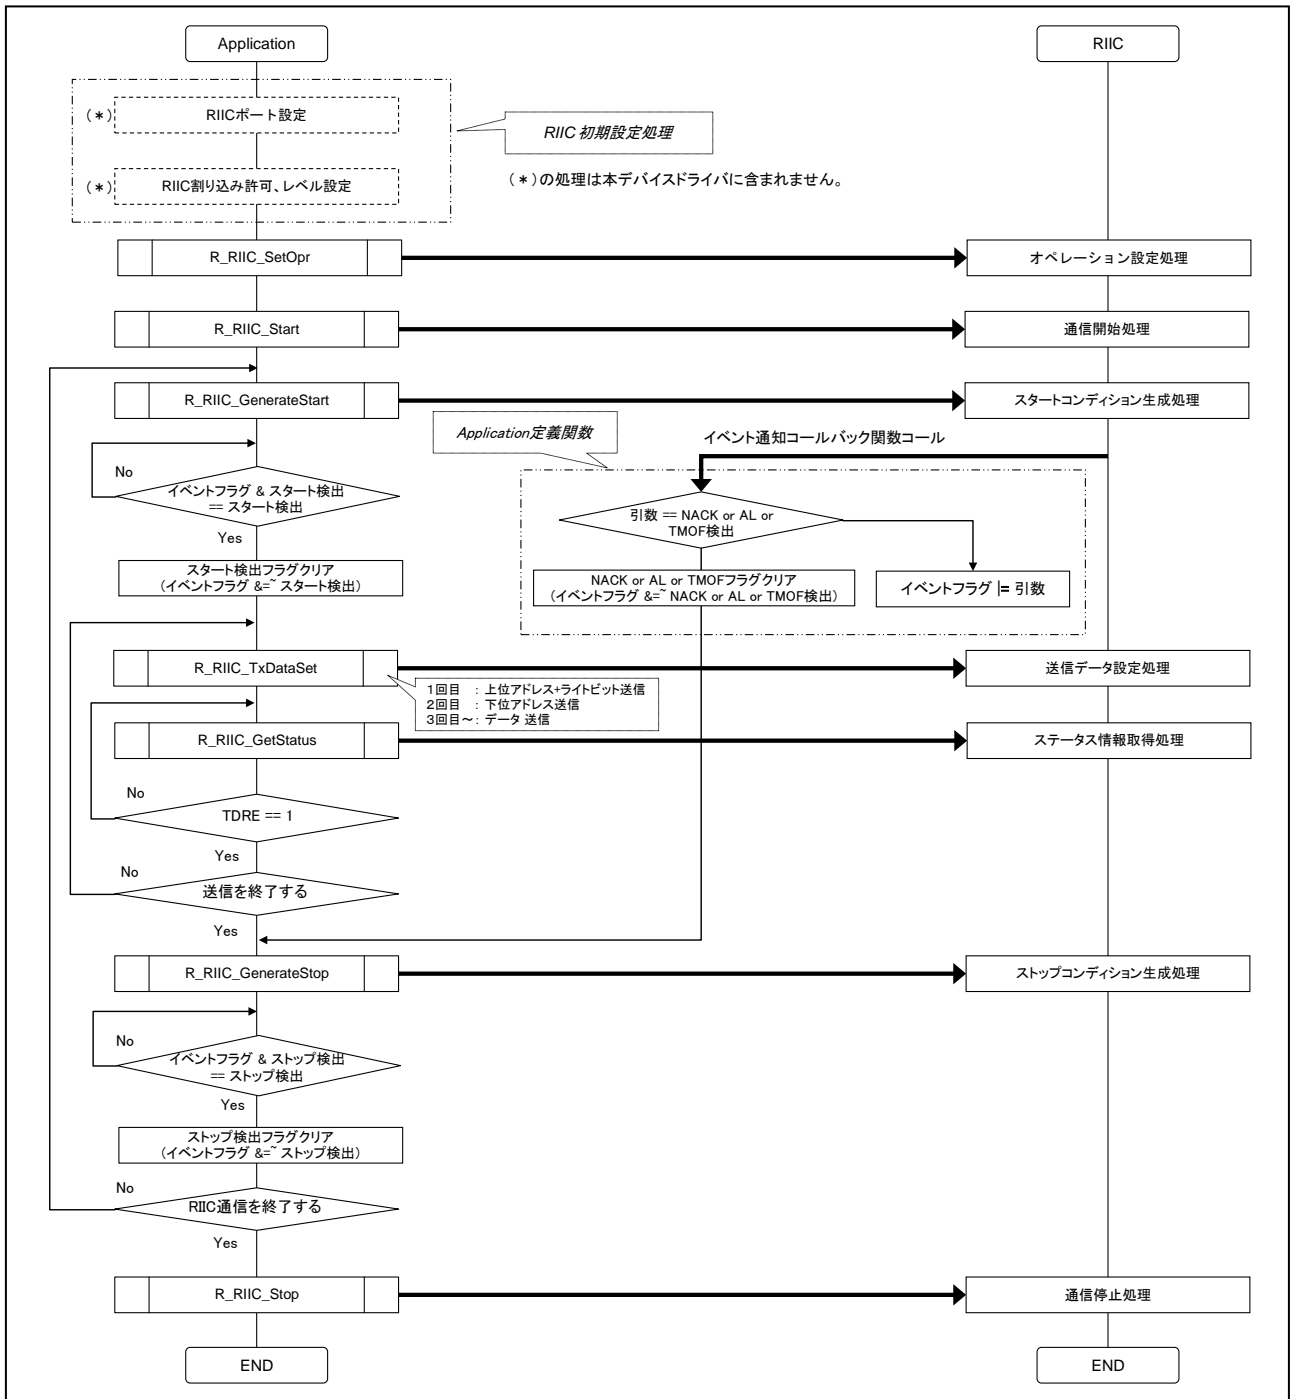 Application
RIIC
(*)
RIICポート設定
RIIC 初期設定処理
(*)
RIIC割り込み許可、レベル設定
(*)の処理は本デバイスドライバに含まれません。
R_RIIC_SetOpr
オペレーション設定処理
R_RIIC_Start
通信開始処理
R_RIIC_GenerateStart
スタートコンディション生成処理
Application定義関数
イベント通知コールバック関数コール
No
イベントフラグ & スタート検出
== スタート検出
Yes
引数 == NACK or AL or
TMOF検出
スタート検出フラグクリア
(イベントフラグ &=~ スタート検出)
NACK or AL or TMOFフラグクリア
(イベントフラグ &=~ NACK or AL or TMOF検出)
イベントフラグ |= 引数
R_RIIC_TxDataSet
送信データ設定処理
1回目 : 上位アドレス+ライトビット送信
2回目 : 下位アドレス送信
3回目～: データ 送信
R_RIIC_GetStatus
ステータス情報取得処理
No
TDRE == 1
Yes
No
送信を終了する
Yes
R_RIIC_GenerateStop
ストップコンディション生成処理
No
イベントフラグ & ストップ検出
== ストップ検出
Yes
ストップ検出フラグクリア
(イベントフラグ &=~ ストップ検出)
No
RIIC通信を終了する
Yes
R_RIIC_Stop
通信停止処理
END
END